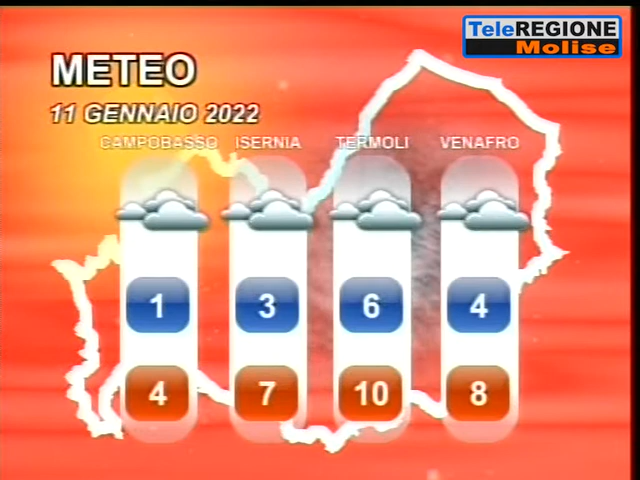 TeleREGIONE
Molise
METEO
11 GENNAIO 2022
CAMPOBASSO ISERNIA TERMOLI VENAFRO
1 3 6 4
4 7 10 8